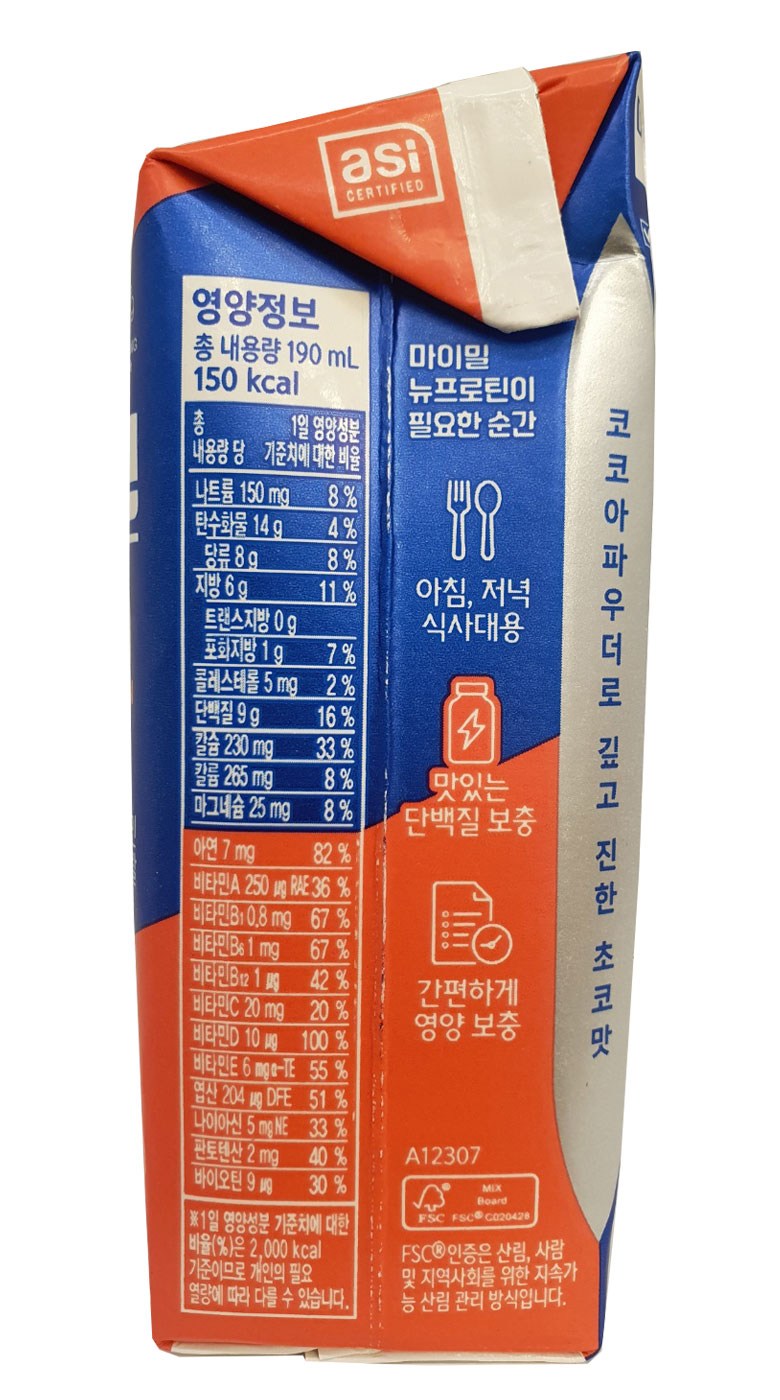 asi
CERTIFIED
영양정보
총 내용량 190 mL
150 kcal
총 1일 영양성분
내용량 당 기준치에 대한 비율
나트륨 150 mg 8 %
탄수화물 14 g 4 %
당류 8 g 8 %
지방 6 g 11 %
트랜스지방 0 g
포화지방 1 g 7 %
콜레스테롤 5 mg 2 %
단백질 9 g 16 %
칼슘 230 mg 33 %
칼륨 265 mg 8 %
마그네슘 25 mg 8 %
아연 7 mg 82 %
비타민A 250 μg RAE 36 %
비타민B1 0,8 mg 67 %
비타민B6 1 mg 67 %
비타민B12 1 μg 42 %
비타민C 20 mg 20 %
비타민D 10 μg 100 %
비타민E 6 mgα-TE 55 %
엽산 204 μg DFE 51 %
나이아신 5 mg NE 33 %
판토텐산 2 mg 40 %
바이오틴 9 μg 30 %
※1일 영양성분 기준치에 대한
비율(%)은 2,000 kcal
기준이므로 개인의 필요
열량에 따라 다를 수 있습니다.
마이밀
뉴프로틴이
필요한 순간
아침, 저녁
식사대용
맛있는
단백질 보충
간편하게
영양 보충
A12307
MIX
Board
FSC FSC® C020428
FSC®인증은 산림, 사람
및 지역사회를 위한 지속가
능 산림 관리 방식입니다.
코코아파우더로 깊고 진한 초코맛